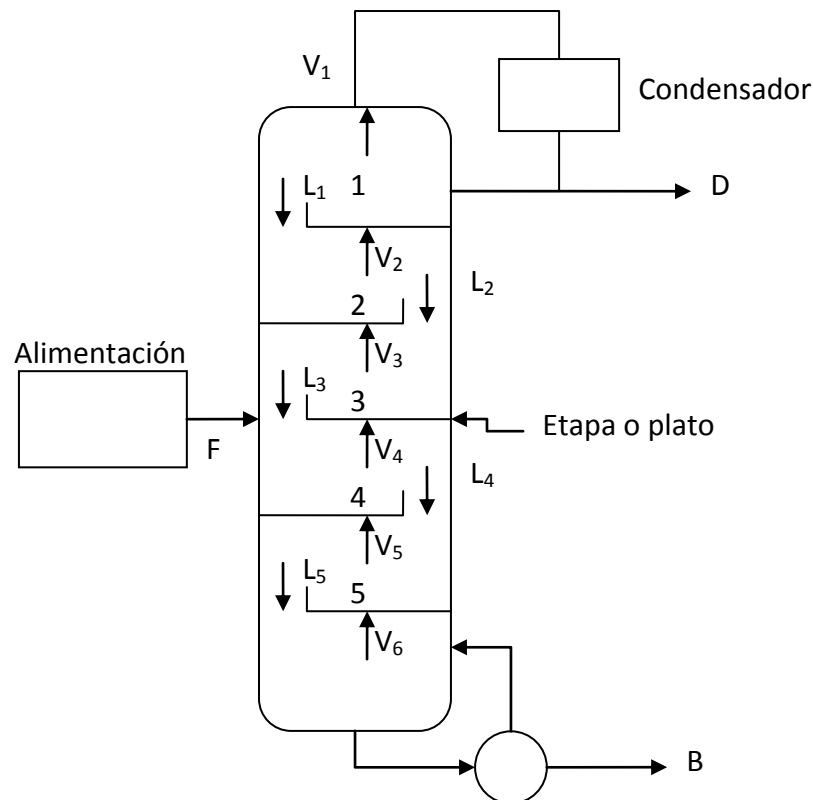 V₁
Condensador
L₁
1
D
V₂
L₂
2
Alimentación
V₃
L₃
3
F
V₄
Etapa o plato
L₄
4
V₅
L₅
5
V₆
B